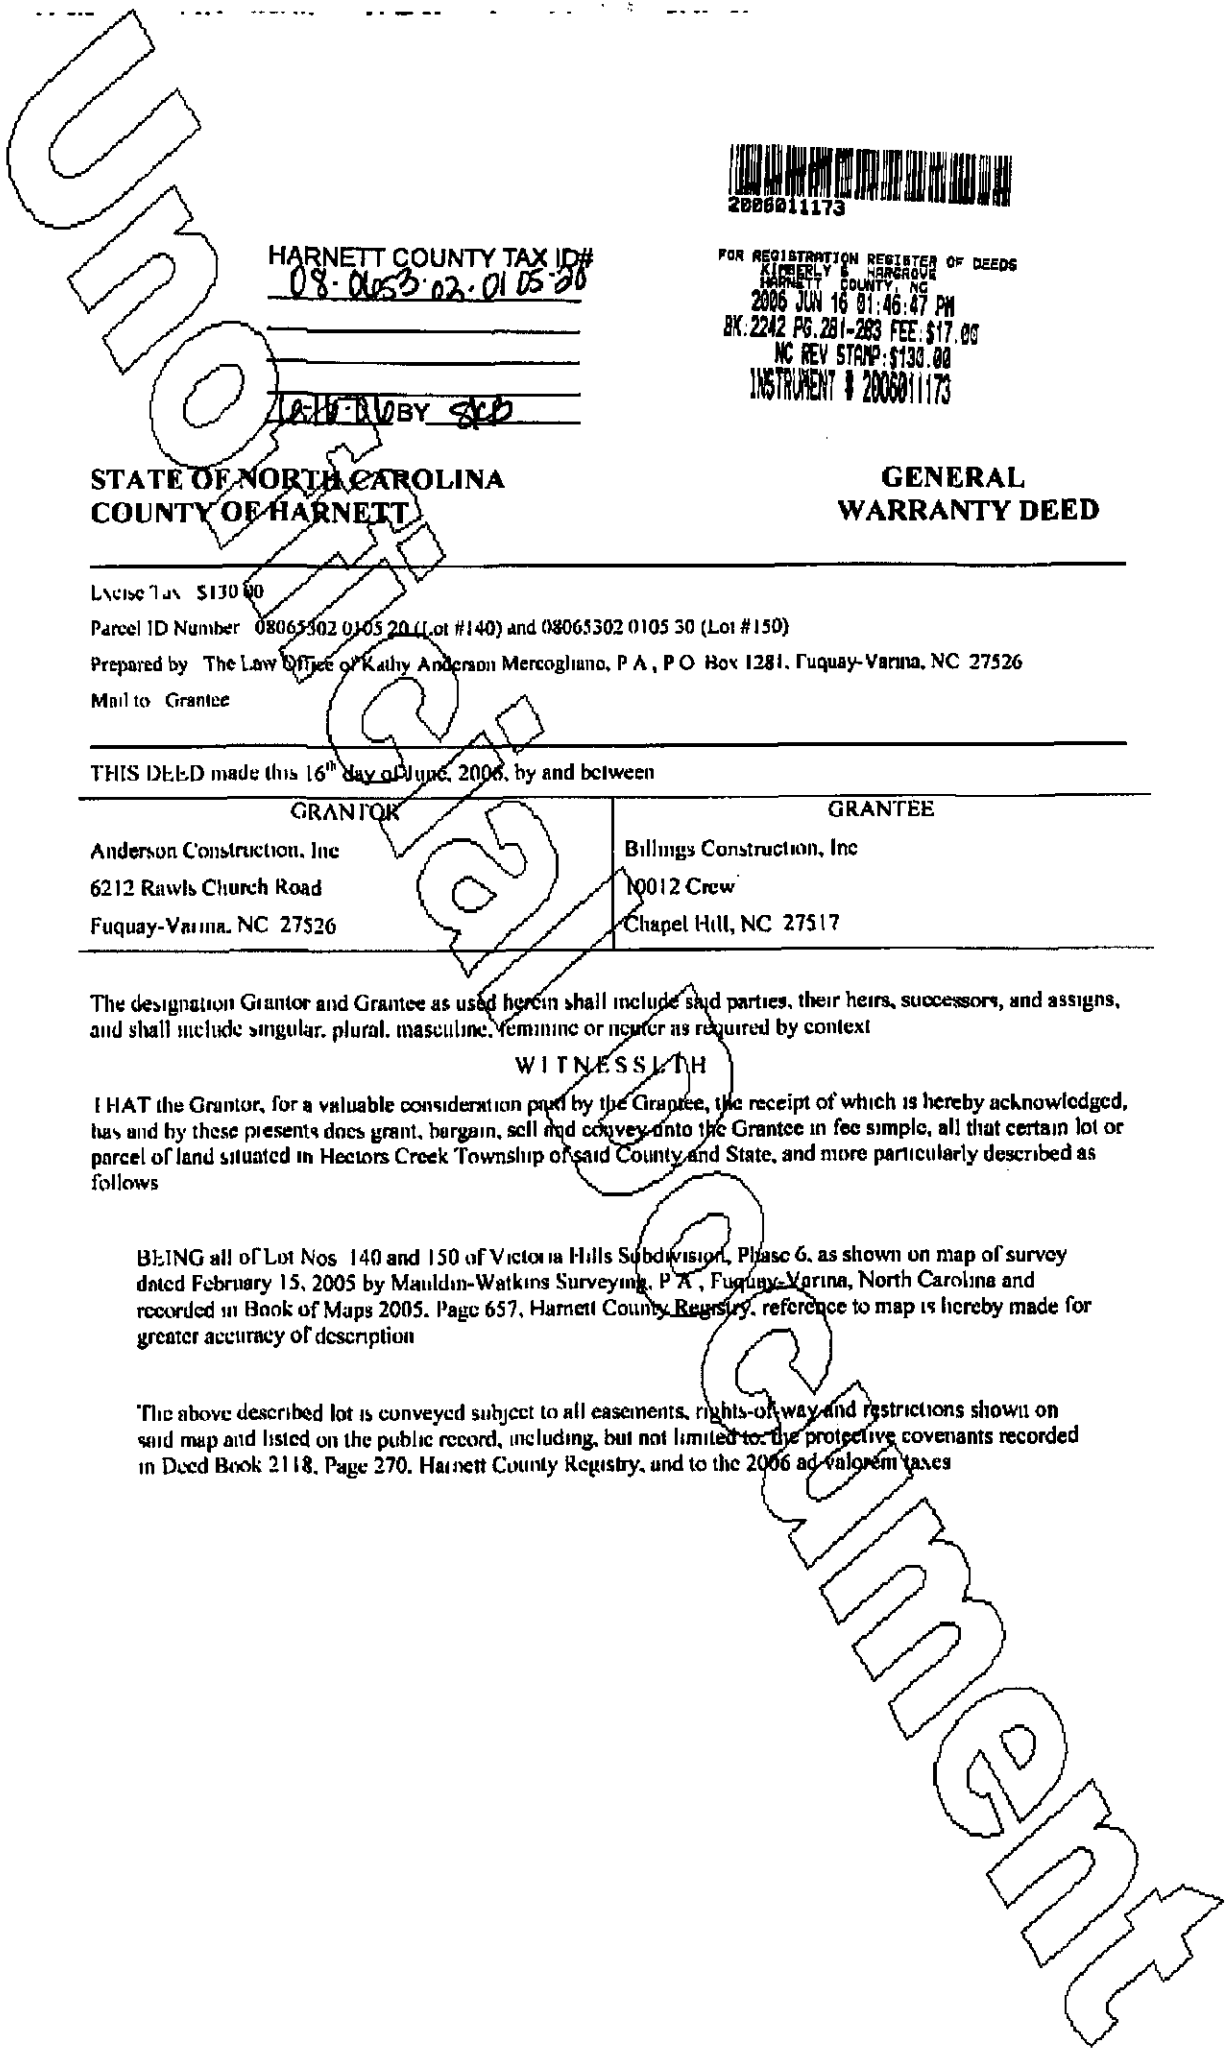 2006011173
HARNETT COUNTY TAX ID#
08-0653-02-0105-20
BY SKB
FOR REGISTRATION REGISTER OF DEEDS
KIMBERLY S. HARGROVE
HARNETT COUNTY, NC
2006 JUN 16 01:46:47 PM
BK:2242 PG:281-283 FEE:$17.00
NC REV STAMP:$130.00
INSTRUMENT # 2006011173
STATE OF NORTH CAROLINA
COUNTY OF HARNETT
GENERAL
WARRANTY DEED
Excise Tax $130 00
Parcel ID Number 08065302 0105 20 (Lot #140) and 08065302 0105 30 (Lot #150)
Prepared by The Law Office of Kathy Anderson Mercogliano, P A , P O Box 1281, Fuquay-Varina, NC 27526
Mail to Grantee
THIS DEED made this 16th day of June, 2006, by and between
GRANTOR
Anderson Construction, Inc
6212 Rawls Church Road
Fuquay-Varina, NC 27526
GRANTEE
Billings Construction, Inc
10012 Crew
Chapel Hill, NC 27517
The designation Grantor and Grantee as used herein shall include said parties, their heirs, successors, and assigns,
and shall include singular, plural, masculine, feminine or neuter as required by context
WITNESSETH
THAT the Grantor, for a valuable consideration paid by the Grantee, the receipt of which is hereby acknowledged,
has and by these presents does grant, bargain, sell and convey unto the Grantee in fee simple, all that certain lot or
parcel of land situated in Hectors Creek Township of said County and State, and more particularly described as
follows
BEING all of Lot Nos 140 and 150 of Victoria Hills Subdivision, Phase 6, as shown on map of survey
dated February 15, 2005 by Mauldin-Watkins Surveying, P A , Fuquay-Varina, North Carolina and
recorded in Book of Maps 2005, Page 657, Harnett County Registry, reference to map is hereby made for
greater accuracy of description
The above described lot is conveyed subject to all easements, rights-of-way and restrictions shown on
said map and listed on the public record, including, but not limited to, the protective covenants recorded
in Deed Book 2118, Page 270, Harnett County Registry, and to the 2006 ad valorem taxes
Unofficial Document